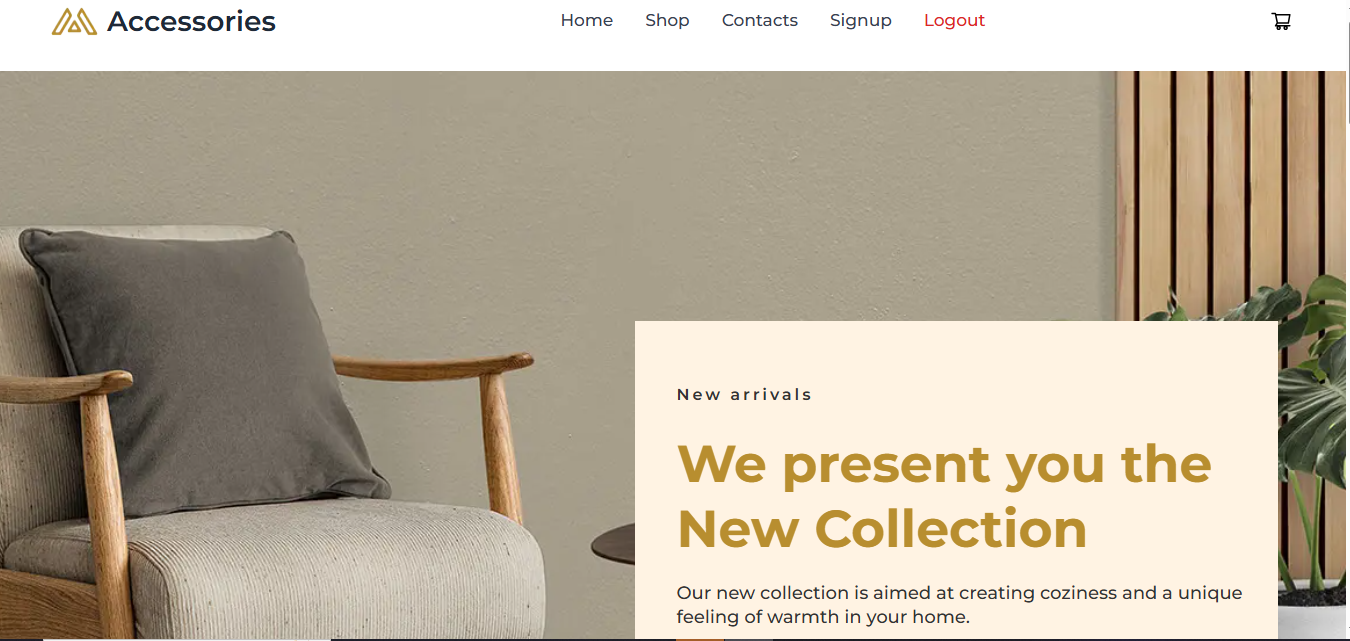 Accessories
Home Shop Contacts Signup Logout
New arrivals
We present you the
New Collection
Our new collection is aimed at creating coziness and a unique
feeling of warmth in your home.